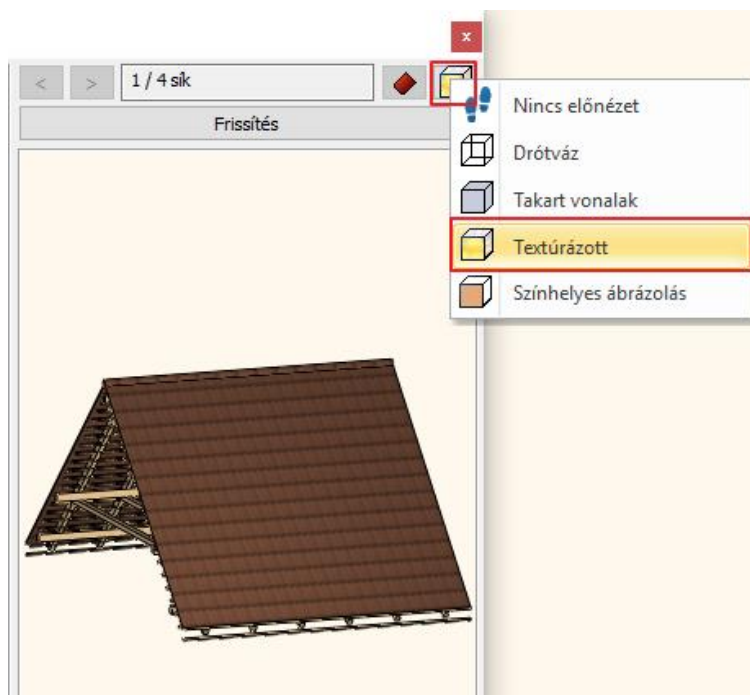 x
< > 1 / 4 sík
Frissítés
Nincs előnézet
Drótváz
Takart vonalak
Textúrázott
Színhelyes ábrázolás